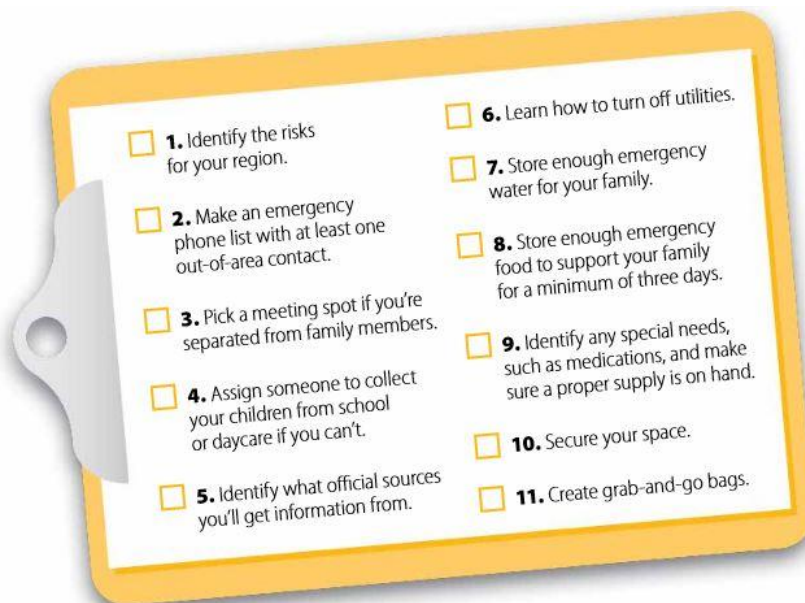 1. Identify the risks
for your region.
2. Make an emergency
phone list with at least one
out-of-area contact.
3. Pick a meeting spot if you're
separated from family members.
4. Assign someone to collect
your children from school
or daycare if you can't.
5. Identify what official sources
you'll get information from.
6. Learn how to turn off utilities.
7. Store enough emergency
water for your family.
8. Store enough emergency
food to support your family
for a minimum of three days.
9. Identify any special needs,
such as medications, and make
sure a proper supply is on hand.
10. Secure your space.
11. Create grab-and-go bags.